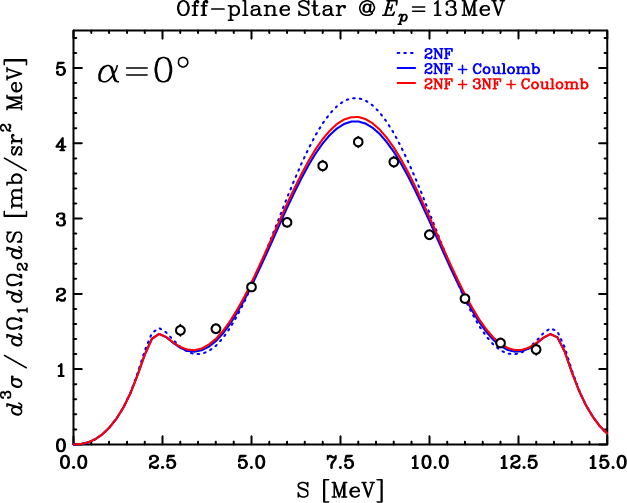 Off-plane Star @ Eₚ = 13 MeV
α=0°
2NF
2NF + Coulomb
2NF + 3NF + Coulomb
d³σ / dΩ₁dΩ₂dS [mb/sr² MeV]
5
4
3
2
1
0
0.0 2.5 5.0 7.5 10.0 12.5 15.0
S [MeV]